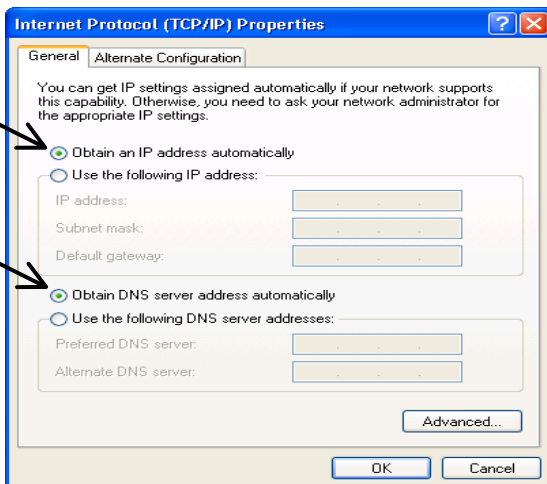 Internet Protocol (TCP/IP) Properties
General
Alternate Configuration
You can get IP settings assigned automatically if your network supports
this capability. Otherwise, you need to ask your network administrator for
the appropriate IP settings.
Obtain an IP address automatically
Use the following IP address:
IP address:
Subnet mask:
Default gateway:
Obtain DNS server address automatically
Use the following DNS server addresses:
Preferred DNS server:
Alternate DNS server:
Advanced...
OK
Cancel